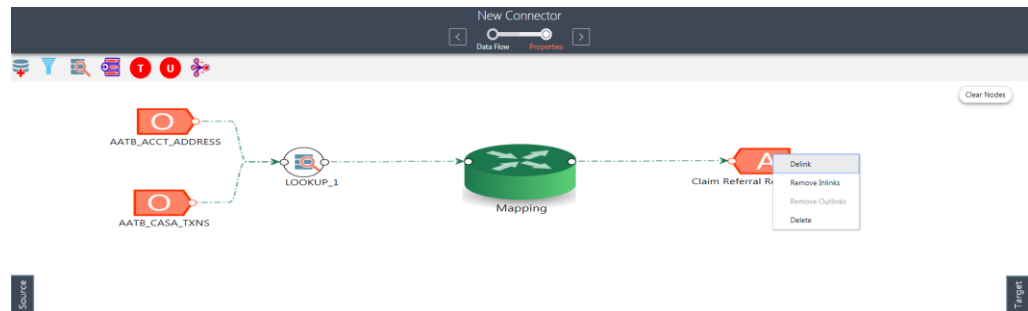 New Connector
<
>
Data Flow
Properties
T
U
Clear Nodes
O
AATB_ACCT_ADDRESS
LOOKUP_1
Mapping
A
Claim Referral
Delink
Remove Inlinks
Remove Outlinks
Delete
O
AATB_CASA_TXNS
Source
Target